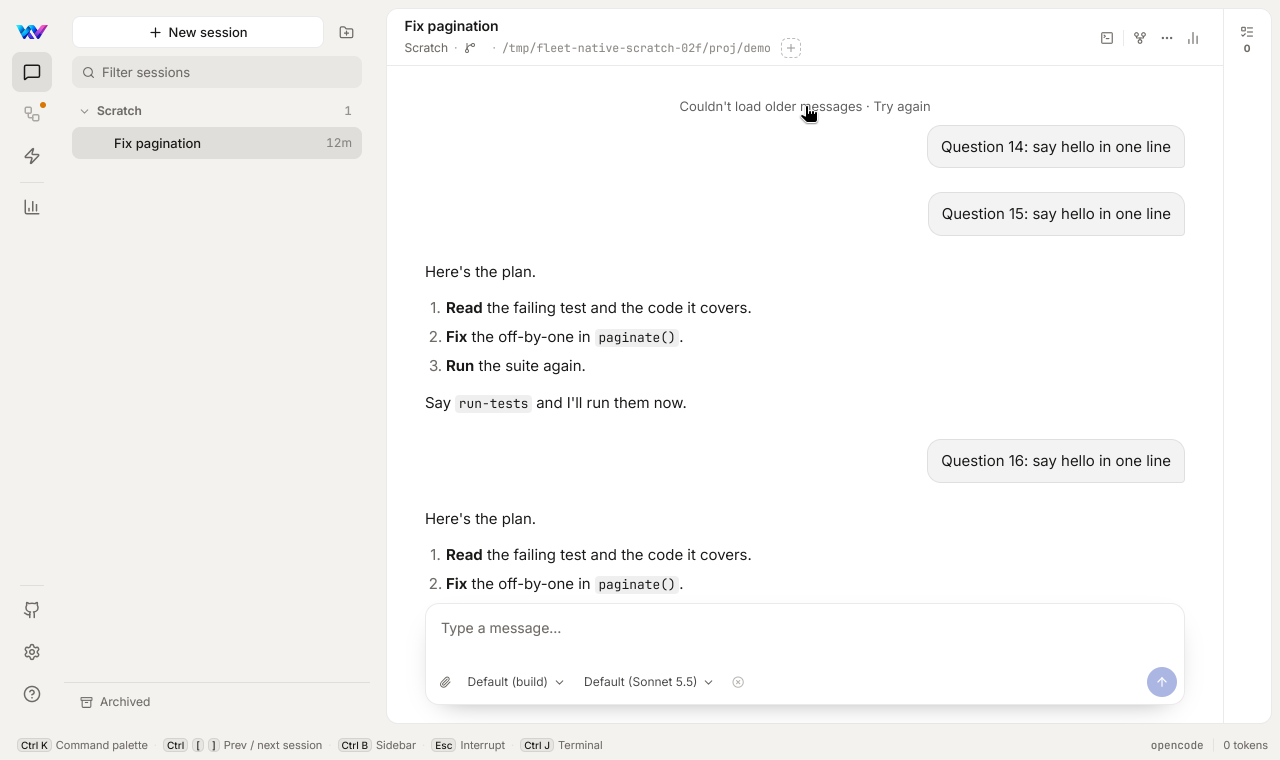 New session
Filter sessions
Scratch 1
Fix pagination 12m
Archived
Fix pagination
Scratch · · /tmp/fleet-native-scratch-02f/proj/demo
0
Couldn't load older messages · Try again
Question 14: say hello in one line
Question 15: say hello in one line
Here's the plan.
1. Read the failing test and the code it covers.
2. Fix the off-by-one in paginate().
3. Run the suite again.
Say run-tests and I'll run them now.
Question 16: say hello in one line
Here's the plan.
1. Read the failing test and the code it covers.
2. Fix the off-by-one in paginate().
Type a message...
Default (build) Default (Sonnet 5.5)
Ctrl K Command palette · Ctrl [ ] Prev / next session · Ctrl B Sidebar · Esc Interrupt · Ctrl J Terminal opencode 0 tokens